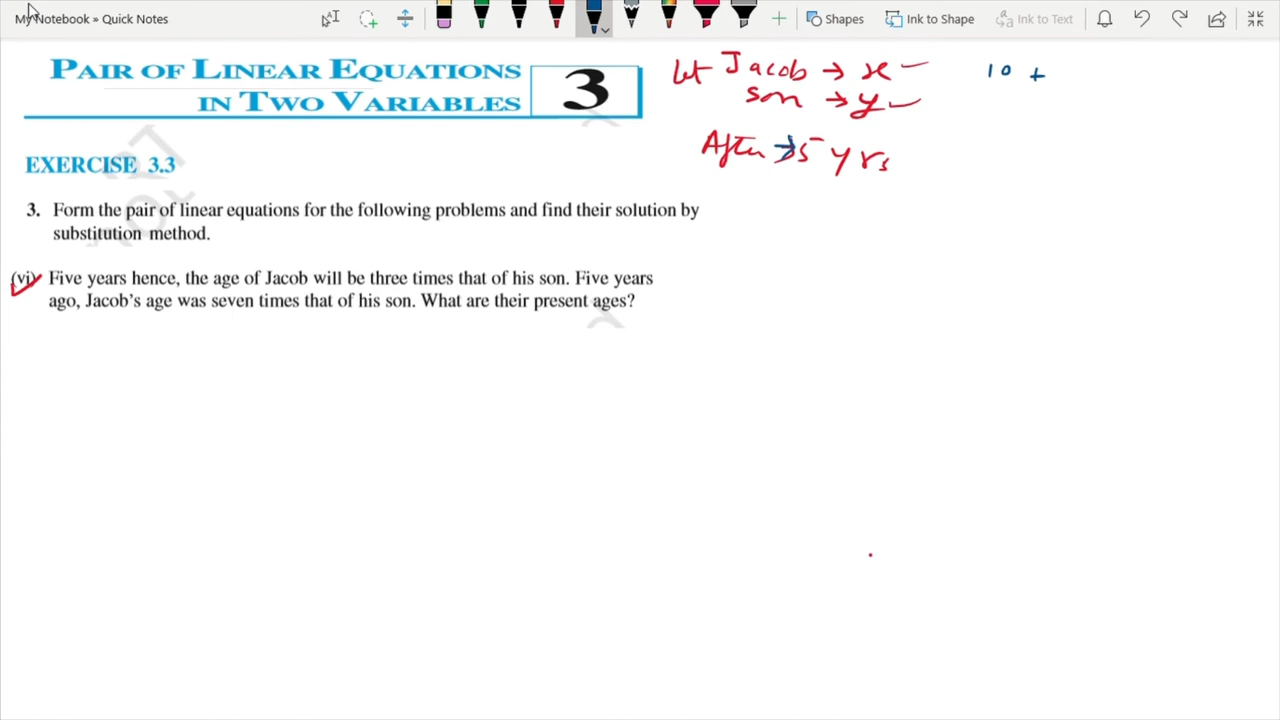 My Notebook » Quick Notes
Shapes
Ink to Shape
Ink to Text
PAIR OF LINEAR EQUATIONS
IN TWO VARIABLES
3
EXERCISE 3.3
3. Form the pair of linear equations for the following problems and find their solution by
substitution method.
(vi) Five years hence, the age of Jacob will be three times that of his son. Five years
ago, Jacob's age was seven times that of his son. What are their present ages?
Let Jacob → x –
son → y –
After → 5 yrs
10 +